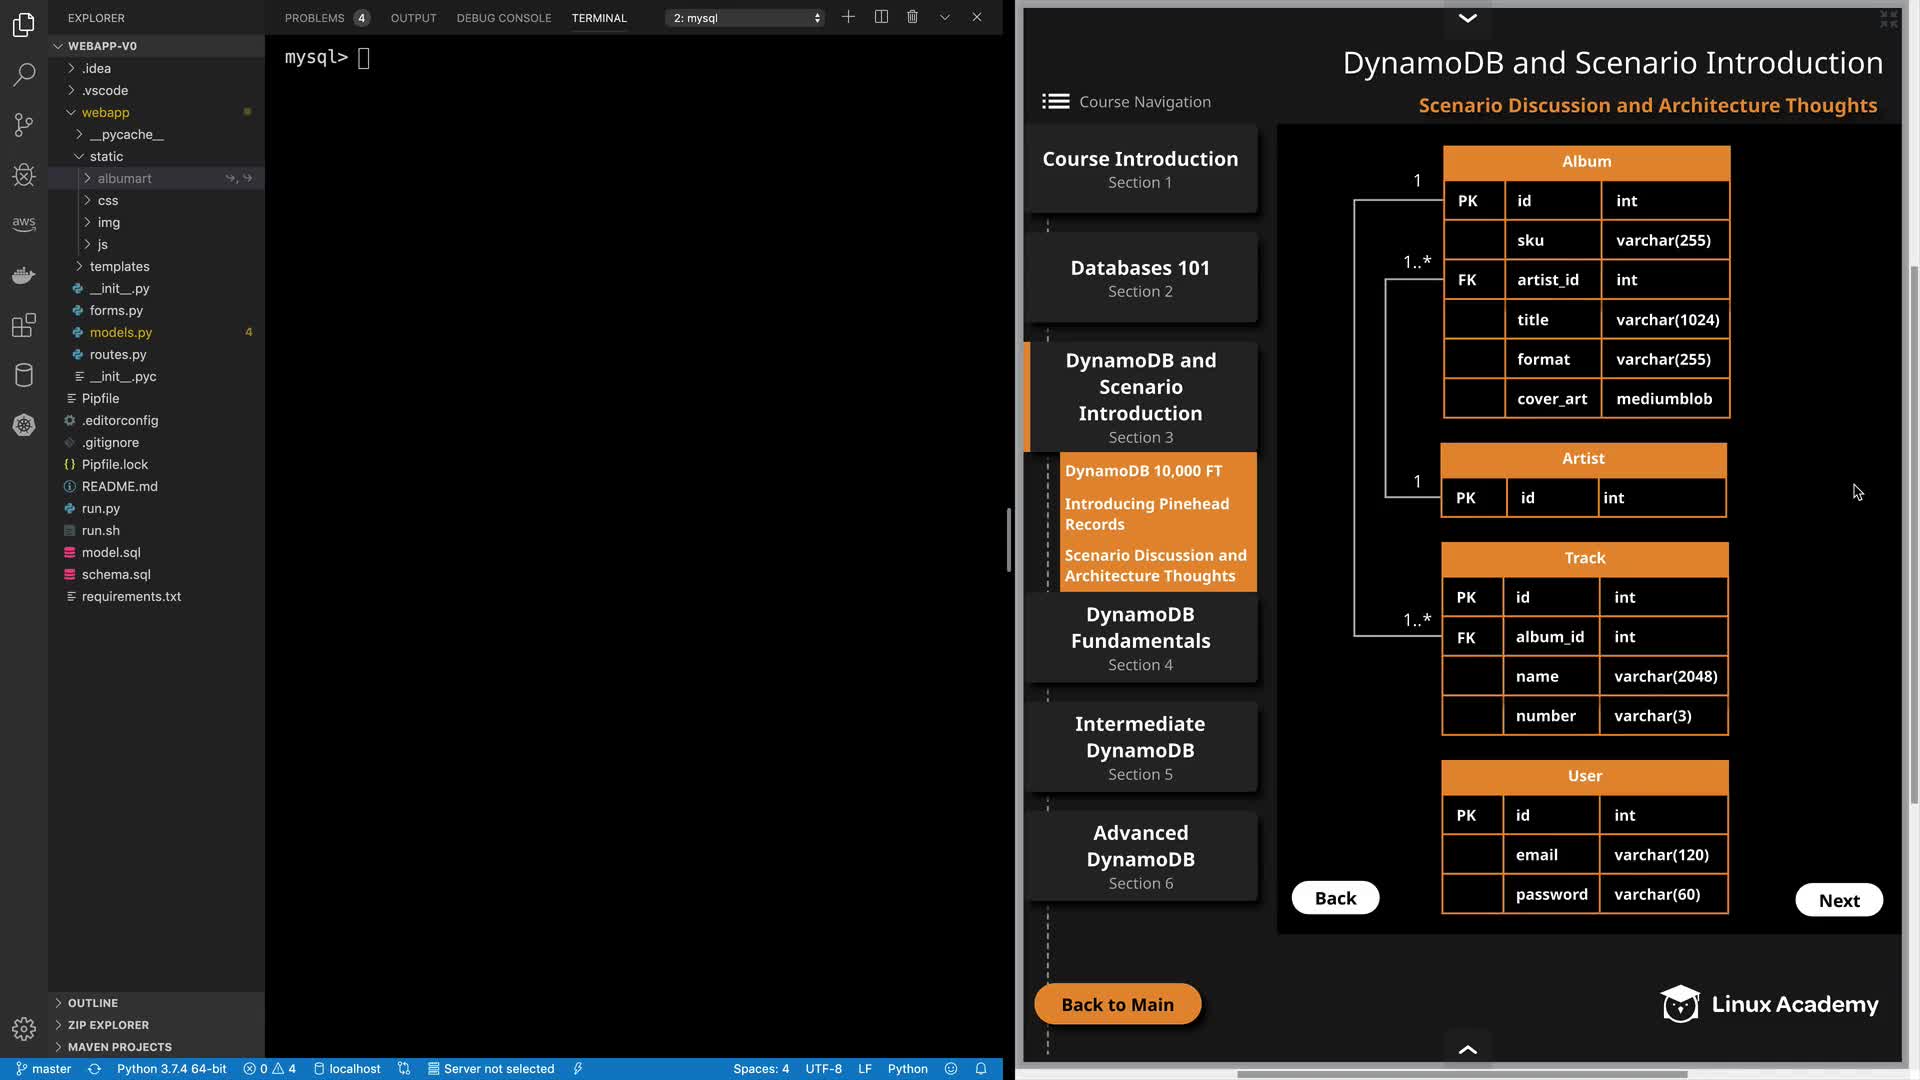 EXPLORER
WEBAPP-V0
.idea
.vscode
webapp
__pycache__
static
albumart
css
img
js
templates
__init__.py
forms.py
models.py
4
routes.py
__init__.pyc
Pipfile
.editorconfig
.gitignore
Pipfile.lock
README.md
run.py
run.sh
model.sql
schema.sql
requirements.txt
OUTLINE
ZIP EXPLORER
MAVEN PROJECTS
aws
PROBLEMS 4 OUTPUT DEBUG CONSOLE TERMINAL 2: mysql
mysql>
master Python 3.7.4 64-bit 0 4 localhost Server not selected Spaces: 4 UTF-8 LF Python
DynamoDB and Scenario Introduction
Scenario Discussion and Architecture Thoughts
Course Navigation
Course Introduction
Section 1
Databases 101
Section 2
DynamoDB and
Scenario
Introduction
Section 3
DynamoDB 10,000 FT
Introducing Pinehead
Records
Scenario Discussion and
Architecture Thoughts
DynamoDB
Fundamentals
Section 4
Intermediate
DynamoDB
Section 5
Advanced
DynamoDB
Section 6
Back to Main
Album
1
PK id int
sku varchar(255)
1..*
FK artist_id int
title varchar(1024)
format varchar(255)
cover_art mediumblob
Artist
1
PK id int
Track
PK id int
1..*
FK album_id int
name varchar(2048)
number varchar(3)
User
PK id int
email varchar(120)
password varchar(60)
Back
Next
Linux Academy